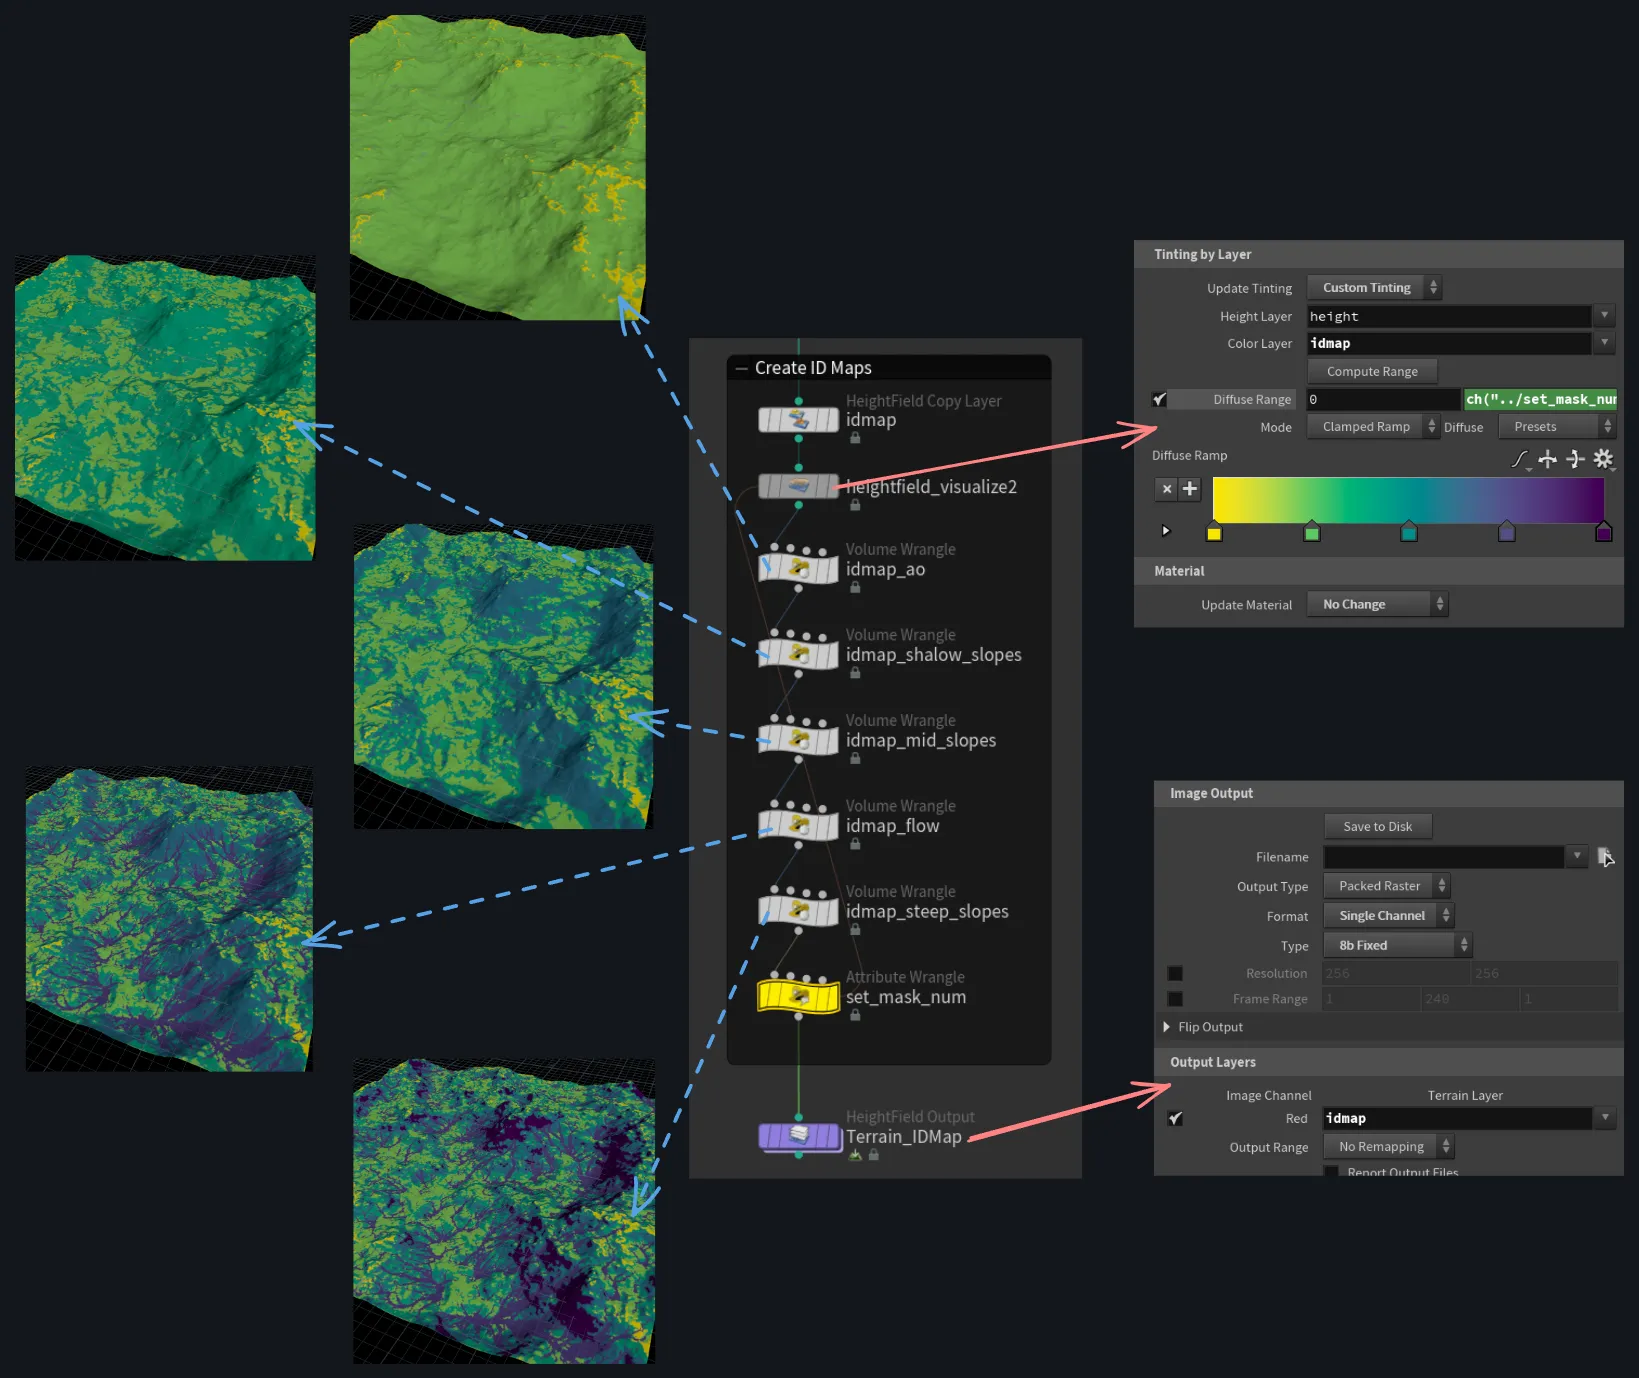 Create ID Maps
HeightField Copy Layer
idmap
heightfield_visualize2
Volume Wrangle
idmap_ao
Volume Wrangle
idmap_shalow_slopes
Volume Wrangle
idmap_mid_slopes
Volume Wrangle
idmap_flow
Volume Wrangle
idmap_steep_slopes
Attribute Wrangle
set_mask_num
HeightField Output
Terrain_IDMap
Tinting by Layer
Update Tinting Custom Tinting
Height Layer height
Color Layer idmap
Compute Range
Diffuse Range 0 ch("../set_mask_nur
Mode Clamped Ramp Diffuse Presets
Diffuse Ramp
Material
Update Material No Change
Image Output
Save to Disk
Filename
Output Type Packed Raster
Format Single Channel
Type 8b Fixed
Resolution 256 256
Frame Range 1 240 1
Flip Output
Output Layers
Image Channel Terrain Layer
Red idmap
Output Range No Remapping
Report Output Files